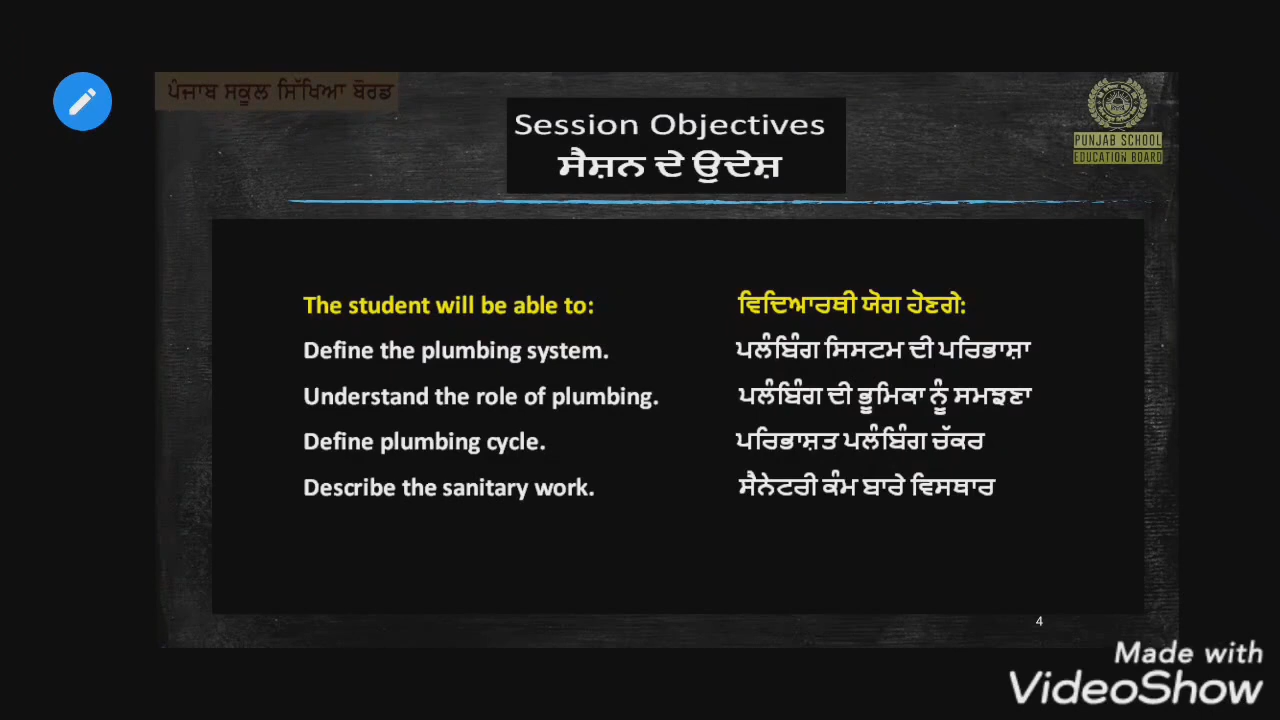 ਪੰਜਾਬ ਸਕੂਲ ਸਿੱਖਿਆ ਬੋਰਡ
Session Objectives
ਸੈਸ਼ਨ ਦੇ ਉਦੇਸ਼
PUNJAB SCHOOL
EDUCATION BOARD
The student will be able to:
Define the plumbing system.
Understand the role of plumbing.
Define plumbing cycle.
Describe the sanitary work.
ਵਿਦਿਆਰਥੀ ਯੋਗ ਹੋਣਗੇ:
ਪਲੰਬਿੰਗ ਸਿਸਟਮ ਦੀ ਪਰਿਭਾਸ਼ਾ
ਪਲੰਬਿੰਗ ਦੀ ਭੂਮਿਕਾ ਨੂੰ ਸਮਝਣਾ
ਪਰਿਭਾਸ਼ਤ ਪਲੰਬਿੰਗ ਚੱਕਰ
ਸੈਨੇਟਰੀ ਕੰਮ ਬਾਰੇ ਵਿਸਥਾਰ
4
Made with
VideoShow